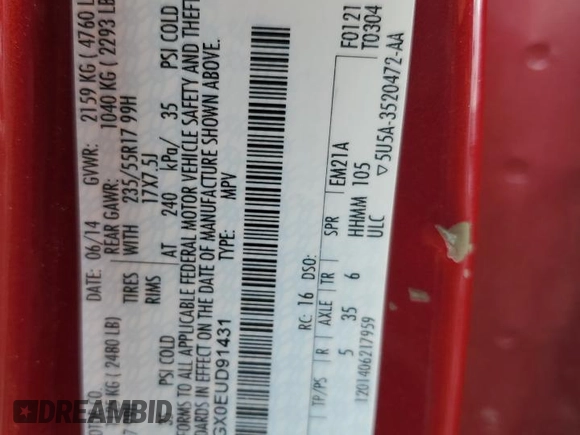 DATE: 06/14 GVWR: 2159 KG ( 4760 L
REAR GAWR: 1040 KG ( 2293 LB
KG ( 2480 LB) TIRES WITH 235/55R17 99H
RIMS 17X7.5J
PSI COLD AT 240 kPa/ 35 PSI COLD
FORMS TO ALL APPLICABLE FEDERAL MOTOR VEHICLE SAFETY AND THEFT
DARDS IN EFFECT ON THE DATE OF MANUFACTURE SHOWN ABOVE.
GX0EUD91431 TYPE: MPV
F0121
T0304
RC: 16 DSO:
TP/PS R AXLE TR SPR EM21A
5 35 6 HHMM 105
ULC
1201406217959 ▽5U5A-3520472-AA
DREAMBID